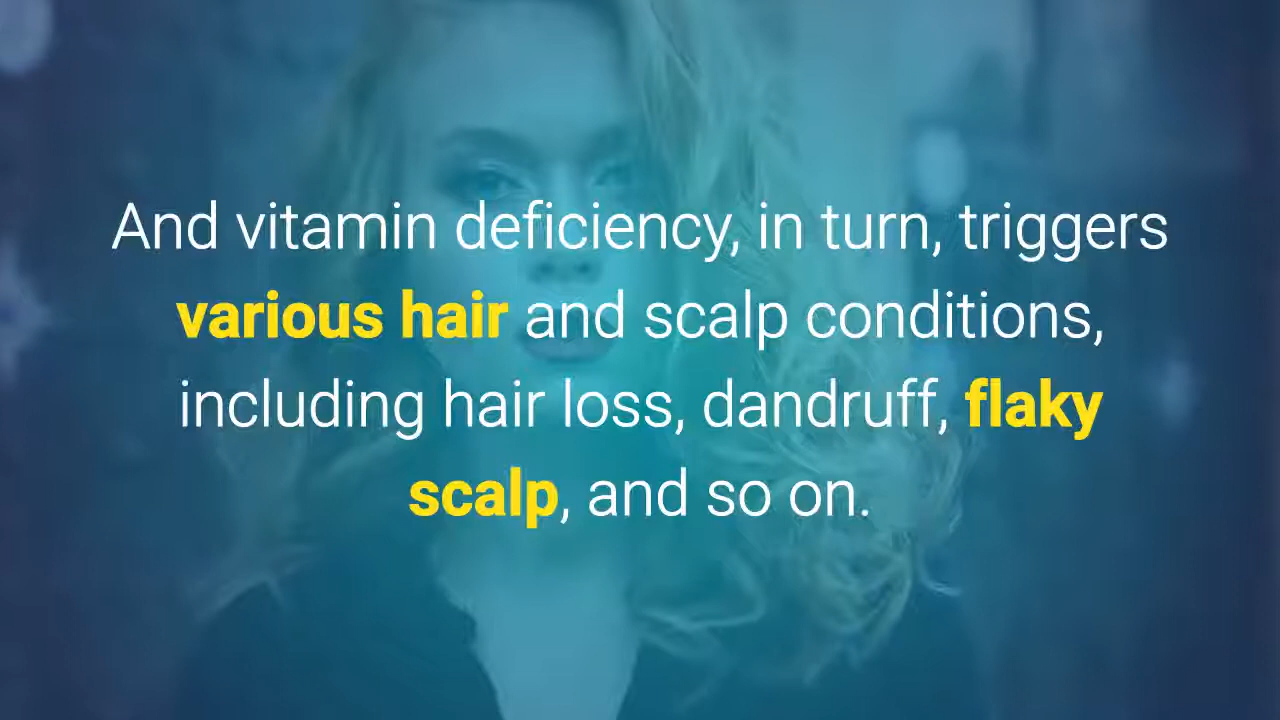 And vitamin deficiency, in turn, triggers
various hair and scalp conditions,
including hair loss, dandruff, flaky
scalp, and so on.